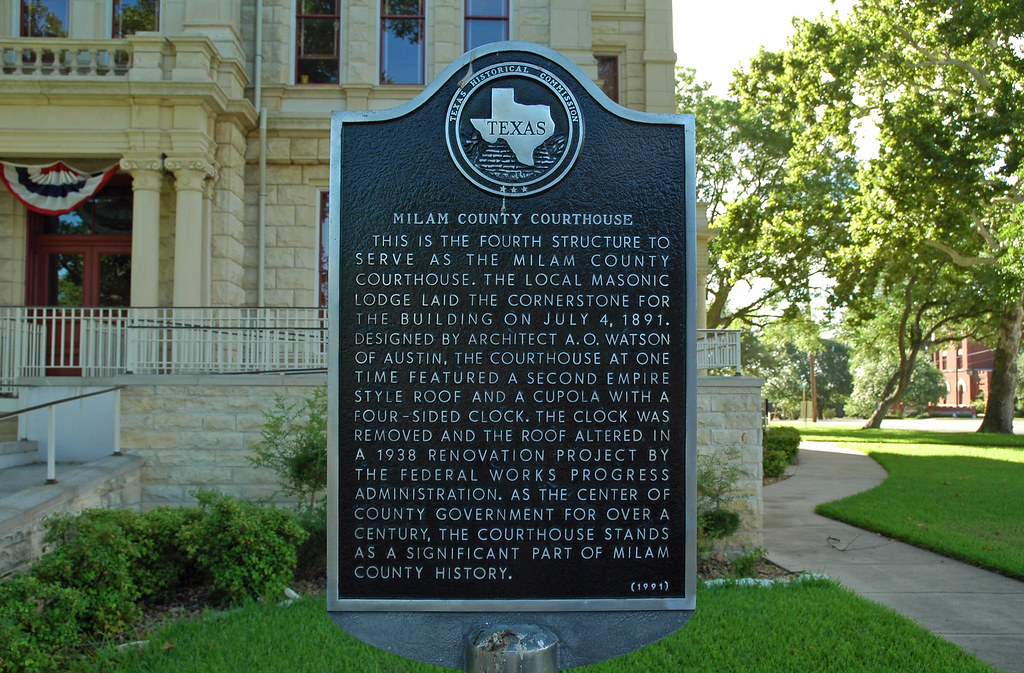 TEXAS HISTORICAL COMMISSION
TEXAS
MILAM COUNTY COURTHOUSE
THIS IS THE FOURTH STRUCTURE TO
SERVE AS THE MILAM COUNTY
COURTHOUSE. THE LOCAL MASONIC
LODGE LAID THE CORNERSTONE FOR
THE BUILDING ON JULY 4, 1891.
DESIGNED BY ARCHITECT A.O. WATSON
OF AUSTIN, THE COURTHOUSE AT ONE
TIME FEATURED A SECOND EMPIRE
STYLE ROOF AND A CUPOLA WITH A
FOUR-SIDED CLOCK. THE CLOCK WAS
REMOVED AND THE ROOF ALTERED IN
A 1938 RENOVATION PROJECT BY
THE FEDERAL WORKS PROGRESS
ADMINISTRATION. AS THE CENTER OF
COUNTY GOVERNMENT FOR OVER A
CENTURY, THE COURTHOUSE STANDS
AS A SIGNIFICANT PART OF MILAM
COUNTY HISTORY.
(1991)